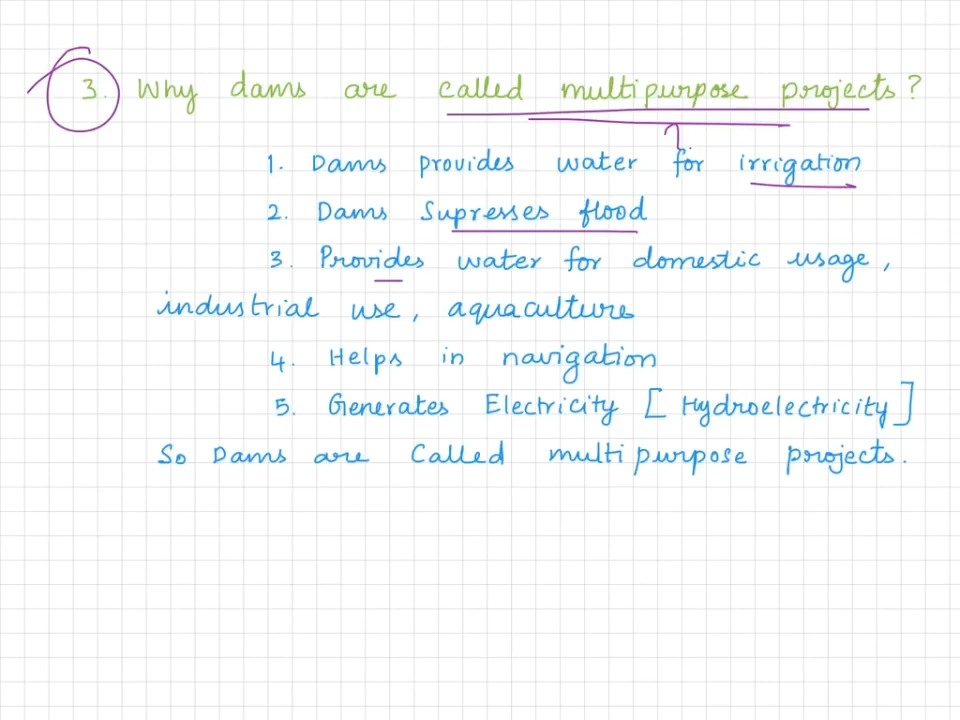 3. Why dams are called multipurpose projects?
1. Dams provides water for irrigation
2. Dams Supresses flood
3. Provides water for domestic usage,
industrial use, aquaculture
4. Helps in navigation
5. Generates Electricity [Hydroelectricity]
So Dams are Called multipurpose projects.